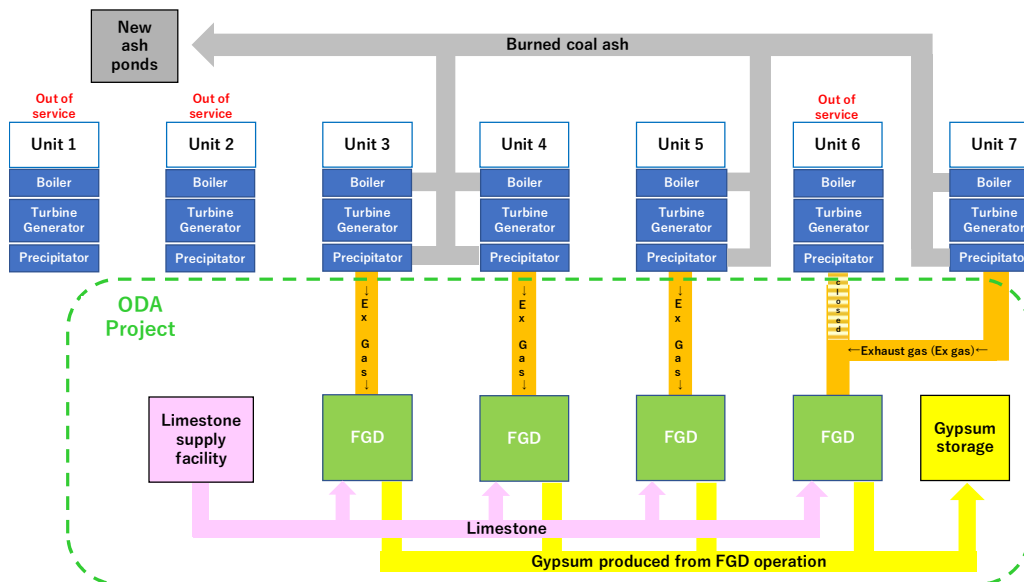 New
ash
ponds
Burned coal ash
Out of
service
Out of
service
Out of
service
Unit 1
Unit 2
Unit 3
Unit 4
Unit 5
Unit 6
Unit 7
Boiler
Boiler
Boiler
Boiler
Boiler
Boiler
Boiler
Turbine
Generator
Turbine
Generator
Turbine
Generator
Turbine
Generator
Turbine
Generator
Turbine
Generator
Turbine
Generator
Precipitator
Precipitator
Precipitator
Precipitator
Precipitator
Precipitator
Precipitator
ODA
Project
←Ex Gas←
←Ex Gas←
←Ex Gas←
closed
←Exhaust gas (Ex gas)←
Limestone
supply
facility
FGD
FGD
FGD
FGD
Gypsum
storage
Limestone
Gypsum produced from FGD operation